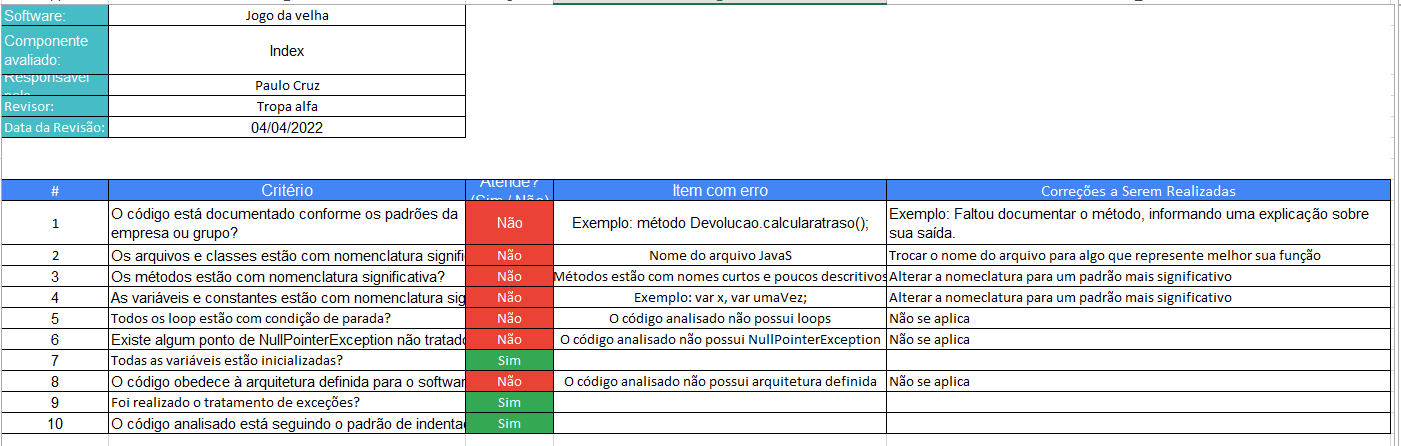 Software: Jogo da velha
Componente
avaliado: Index
Responsável Paulo Cruz
Revisor: Tropa alfa
Data da Revisão: 04/04/2022
# Critério Atende? Item com erro Correções a Serem Realizadas
(Sim / Não)
1 O código está documentado conforme os padrões da
empresa ou grupo? Não Exemplo: método Devolucao.calcularatraso(); Exemplo: Faltou documentar o método, informando uma explicação sobre
sua saída.
2 Os arquivos e classes estão com nomenclatura signifi Não Nome do arquivo JavaS Trocar o nome do arquivo para algo que represente melhor sua função
3 Os métodos estão com nomenclatura significativa? Não Métodos estão com nomes curtos e poucos descritivos Alterar a nomeclatura para um padrão mais significativo
4 As variáveis e constantes estão com nomenclatura sig Não Exemplo: var x, var umaVez; Alterar a nomeclatura para um padrão mais significativo
5 Todos os loop estão com condição de parada? Não O código analisado não possui loops Não se aplica
6 Existe algum ponto de NullPointerException não tratado Não O código analisado não possui NullPointerException Não se aplica
7 Todas as variáveis estão inicializadas? Sim
8 O código obedece à arquitetura definida para o softwar Não O código analisado não possui arquitetura definida Não se aplica
9 Foi realizado o tratamento de exceções? Sim
10 O código analisado está seguindo o padrão de indenta Sim